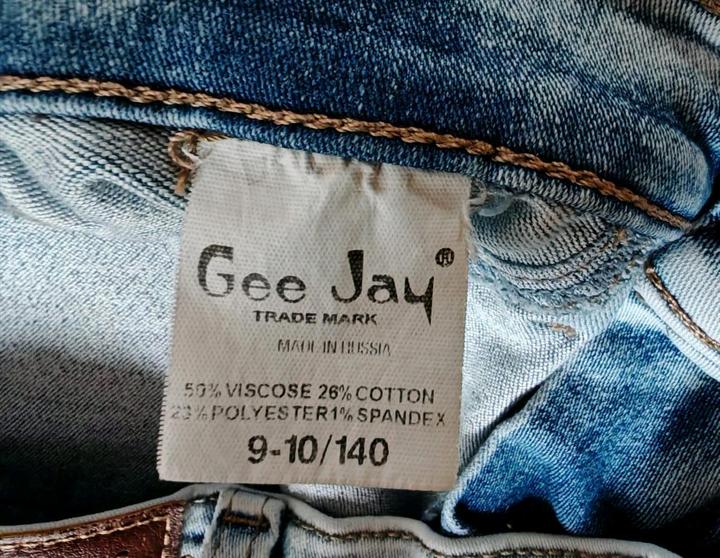 Gee Jay®
TRADE MARK
MADE IN RUSSIA
50% VISCOSE 26% COTTON
23% POLYESTER 1% SPANDEX
9-10/140